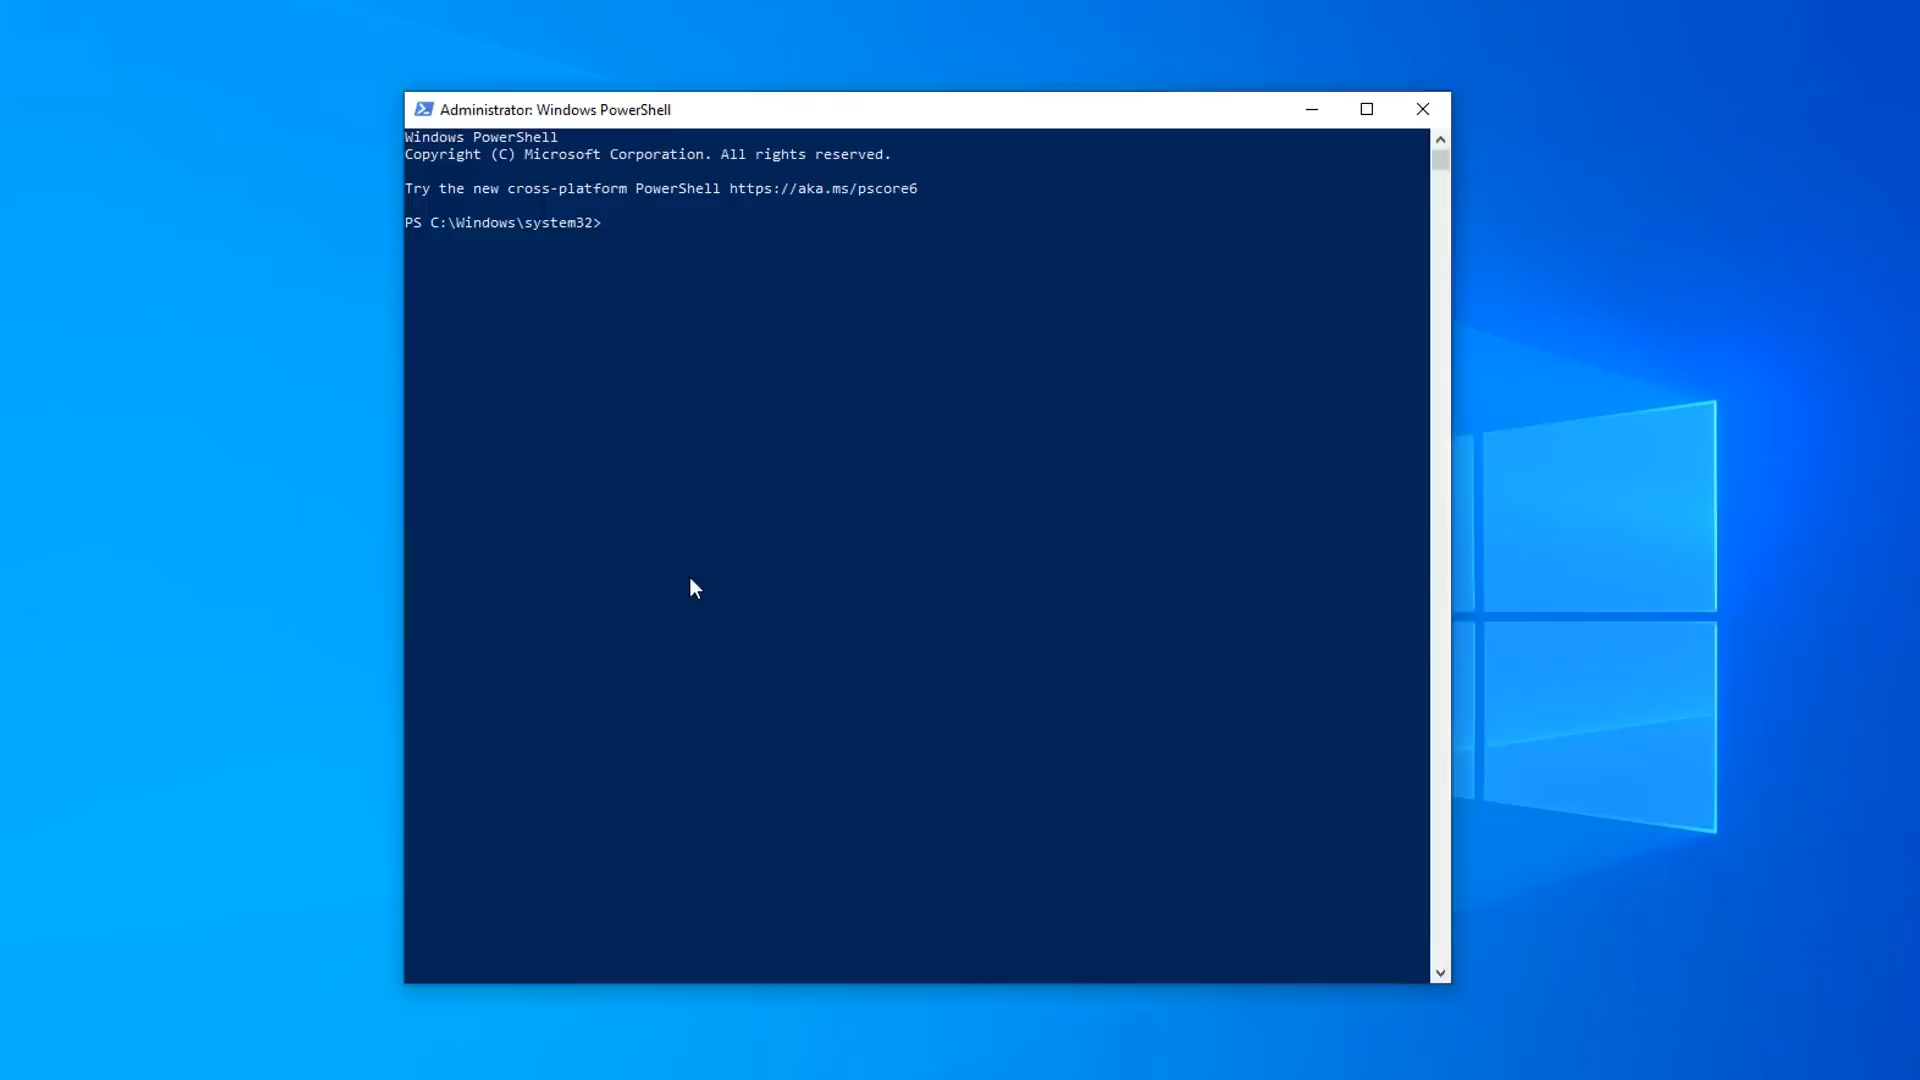 Administrator: Windows PowerShell
Windows PowerShell
Copyright (C) Microsoft Corporation. All rights reserved.
Try the new cross-platform PowerShell https://aka.ms/pscore6
PS C:\Windows\system32>